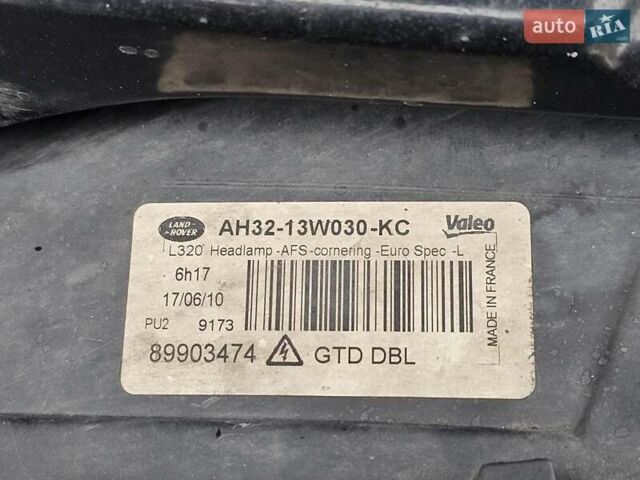 auto RIA .com
LAND-
ROVER
AH32-13W030-KC
Valeo
L320 Headlamp -AFS -cornering -Euro Spec -L
6h17
17/06/10
PU2 9173
89903474 GTD DBL
MADE IN FRANCE